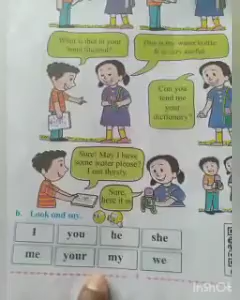 What is that in your
hand Sharmi?
This is my water bottle.
It is very useful.
Can you
lend me
your
dictionary?
Sure! May I have
some water please?
I am thirsty.
Sure,
here it is.
b. Look and say.
I you he she
me your my we
InShOt